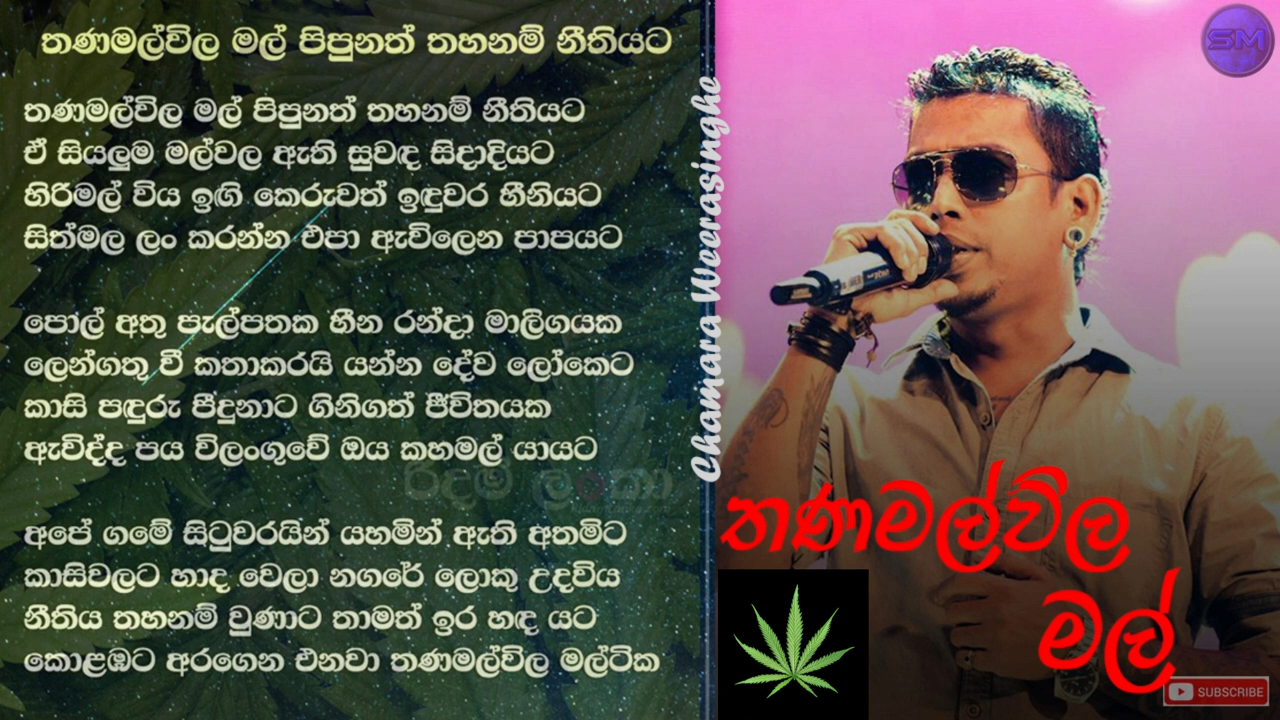 තණමල්විල මල් පිපුනත් තහනම් නීතියට
තණමල්විල මල් පිපුනත් තහනම් නීතියට
ඒ සියලුම මල්වල ඇති සුවඳ සිදාදියට
හිරිමල් විය ඉඟි කෙරුවත් ඉඳුවර හීනියට
සිත්මල ලං කරන්න එපා ඇවිලෙන පාපයට
පොල් අතු පැල්පතක හීන රන්දා මාලිගයක
ලෙන්ගතු වී කතාකරයි යන්න දේව ලෝකෙට
කාසි පඳුරු පීදුනාට ගිනිගත් ජීවිතයක
ඇවිද්ද පය විලංගුවේ ඔය කහමල් යායට
අපේ ගමේ සිටුවරයින් යහමින් ඇති අතමිට
කාසිවලට හාද වෙලා නගරේ ලොකු උදවිය
නීතිය තහනම් වුණාට තාමත් ඉර හඳ යට
කොළඹට අරගෙන එනවා තණමල්විල මල්ටික
රිදම් ලංකා
Chamara Weerasinghe
SM
තණමල්විල
මල්
SUBSCRIBE